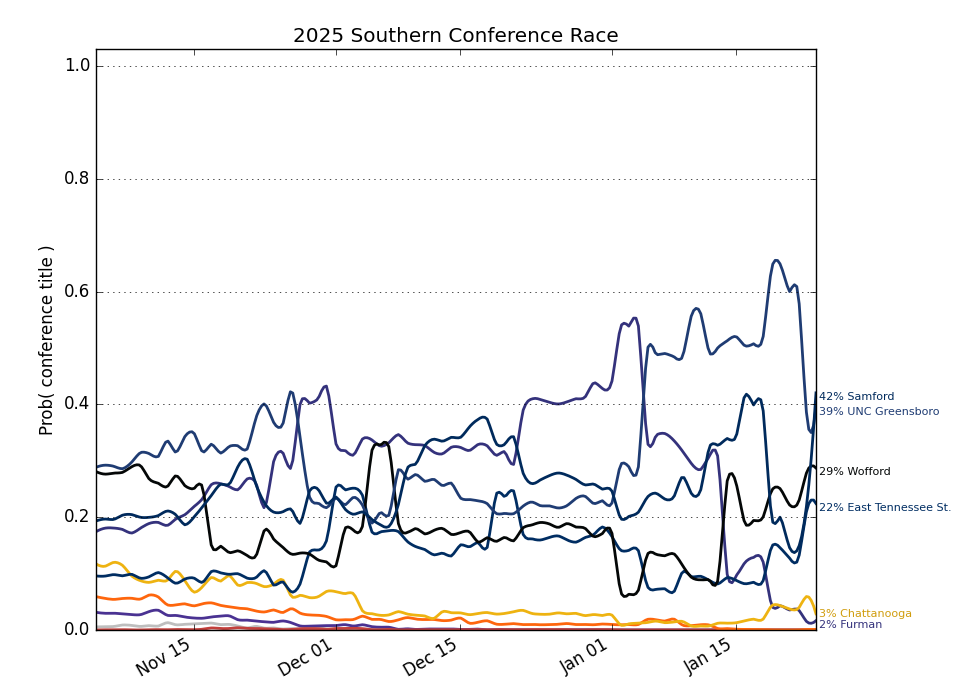 2025 Southern Conference Race
Prob( conference title )
1.0
0.8
0.6
0.4
0.2
0.0
Nov 15
Dec 01
Dec 15
Jan 01
Jan 15
42% Samford
39% UNC Greensboro
29% Wofford
22% East Tennessee St.
3% Chattanooga
2% Furman